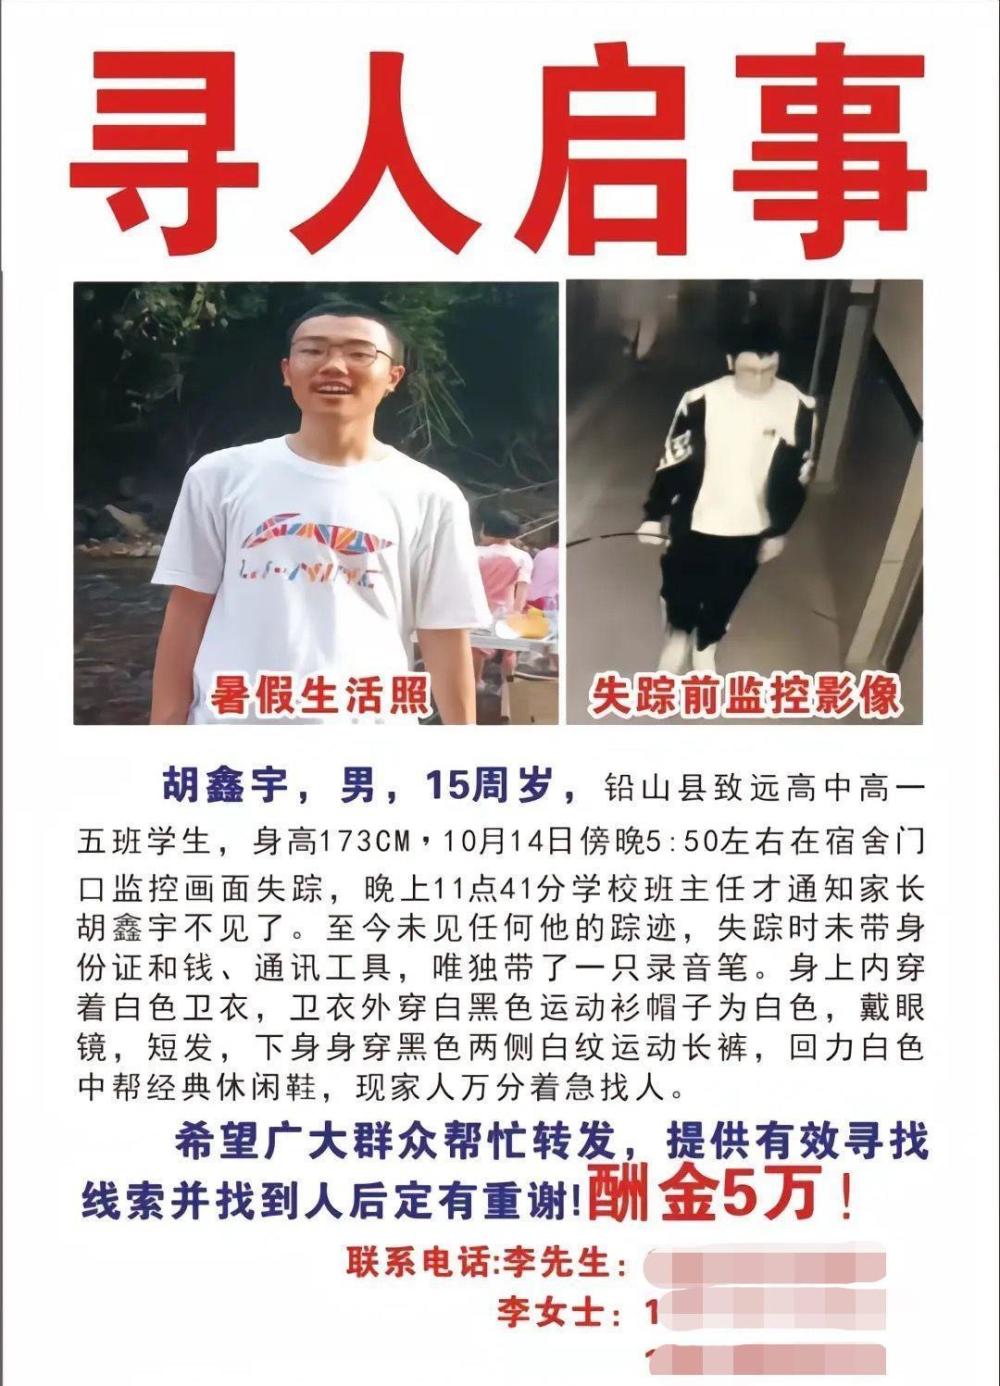 寻人启事
暑假生活照
失踪前监控影像
胡鑫宇，男，15周岁，铅山县致远高中高一
五班学生，身高173CM，10月14日傍晚5:50左右在宿舍门
口监控画面失踪，晚上11点41分学校班主任才通知家长
胡鑫宇不见了。至今未见任何他的踪迹，失踪时未带身
份证和钱、通讯工具，唯独带了一只录音笔。身上内穿
着白色卫衣，卫衣外穿白黑色运动衫帽子为白色，戴眼
镜，短发，下身身穿黑色两侧白纹运动长裤，回力白色
中帮经典休闲鞋，现家人万分着急找人。
希望广大群众帮忙转发，提供有效寻找
线索并找到人后定有重谢!酬金5万！
联系电话:李先生：
李女士：1